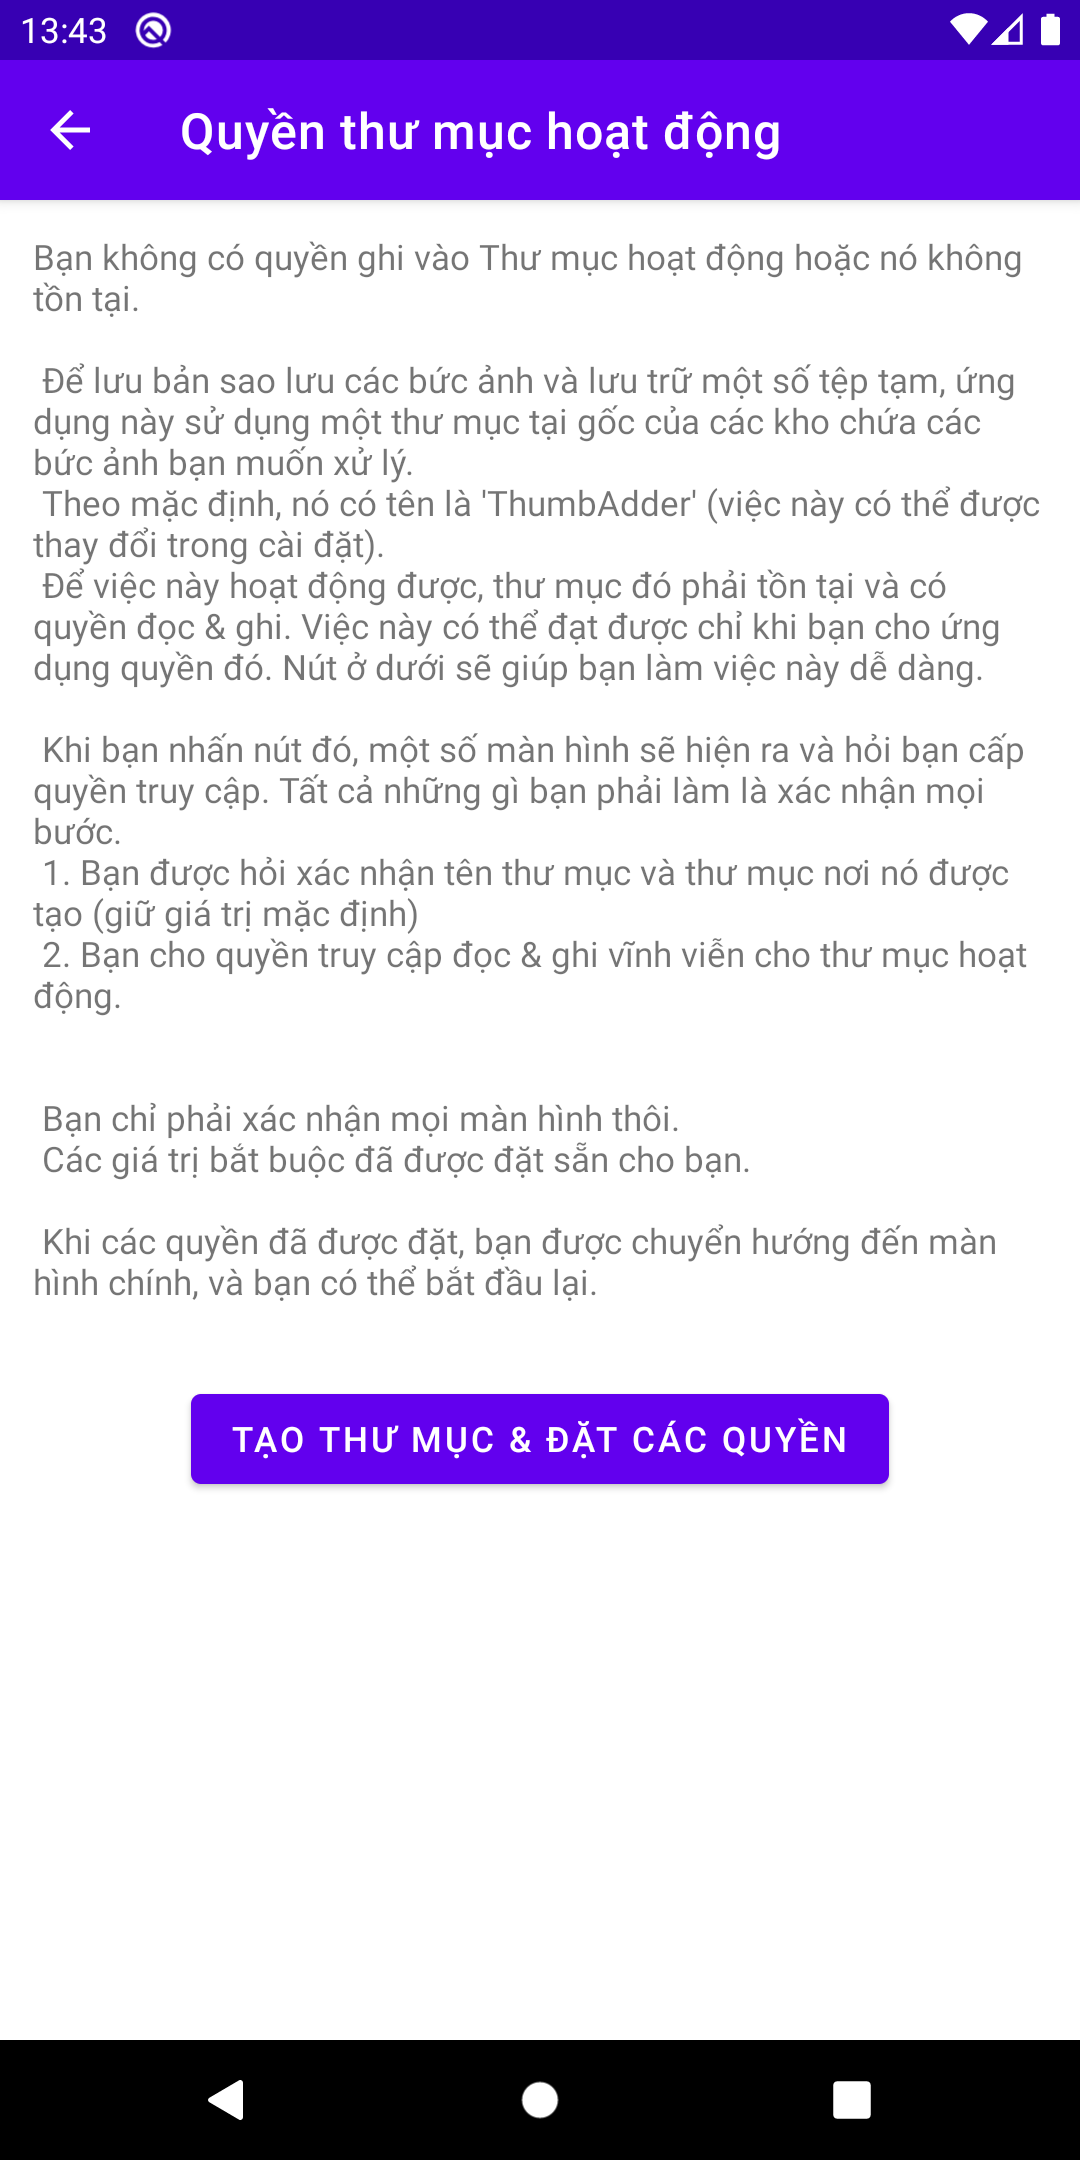 13:43
Quyền thư mục hoạt động
Bạn không có quyền ghi vào Thư mục hoạt động hoặc nó không
tồn tại.
Để lưu bản sao lưu các bức ảnh và lưu trữ một số tệp tạm, ứng
dụng này sử dụng một thư mục tại gốc của các kho chứa các
bức ảnh bạn muốn xử lý.
Theo mặc định, nó có tên là 'ThumbAdder' (việc này có thể được
thay đổi trong cài đặt).
Để việc này hoạt động được, thư mục đó phải tồn tại và có
quyền đọc & ghi. Việc này có thể đạt được chỉ khi bạn cho ứng
dụng quyền đó. Nút ở dưới sẽ giúp bạn làm việc này dễ dàng.
Khi bạn nhấn nút đó, một số màn hình sẽ hiện ra và hỏi bạn cấp
quyền truy cập. Tất cả những gì bạn phải làm là xác nhận mọi
bước.
1. Bạn được hỏi xác nhận tên thư mục và thư mục nơi nó được
tạo (giữ giá trị mặc định)
2. Bạn cho quyền truy cập đọc & ghi vĩnh viễn cho thư mục hoạt
động.
Bạn chỉ phải xác nhận mọi màn hình thôi.
Các giá trị bắt buộc đã được đặt sẵn cho bạn.
Khi các quyền đã được đặt, bạn được chuyển hướng đến màn
hình chính, và bạn có thể bắt đầu lại.
TẠO THƯ MỤC & ĐẶT CÁC QUYỀN